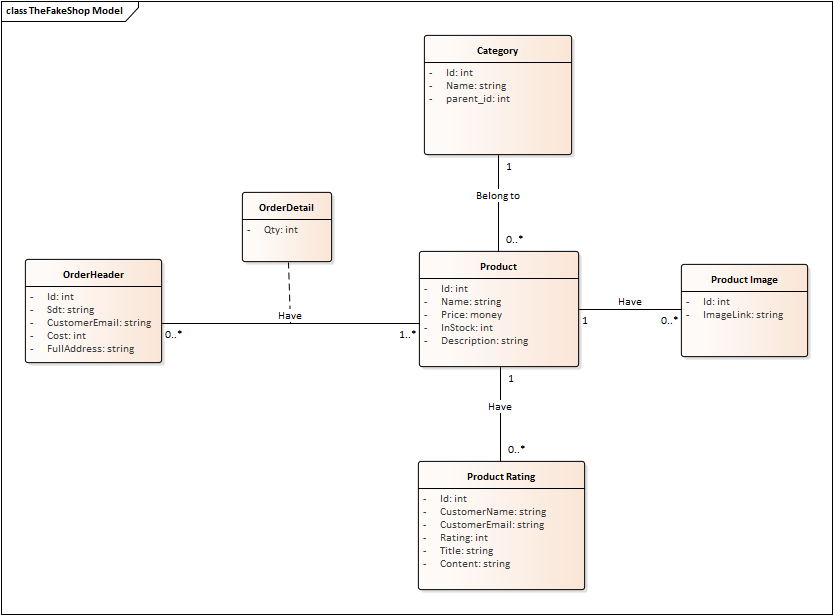 class TheFakeShop Model
Category
- Id: int
- Name: string
- parent_id: int
1
Belong to
0..*
OrderDetail
- Qty: int
OrderHeader
- Id: int
- Sdt: string
- CustomerEmail: string
- Cost: int
- FullAddress: string
0..*
Have
1..*
Product
- Id: int
- Name: string
- Price: money
- InStock: int
- Description: string
1
Have
0..*
Product Image
- Id: int
- ImageLink: string
1
Have
0..*
Product Rating
- Id: int
- CustomerName: string
- CustomerEmail: string
- Rating: int
- Title: string
- Content: string